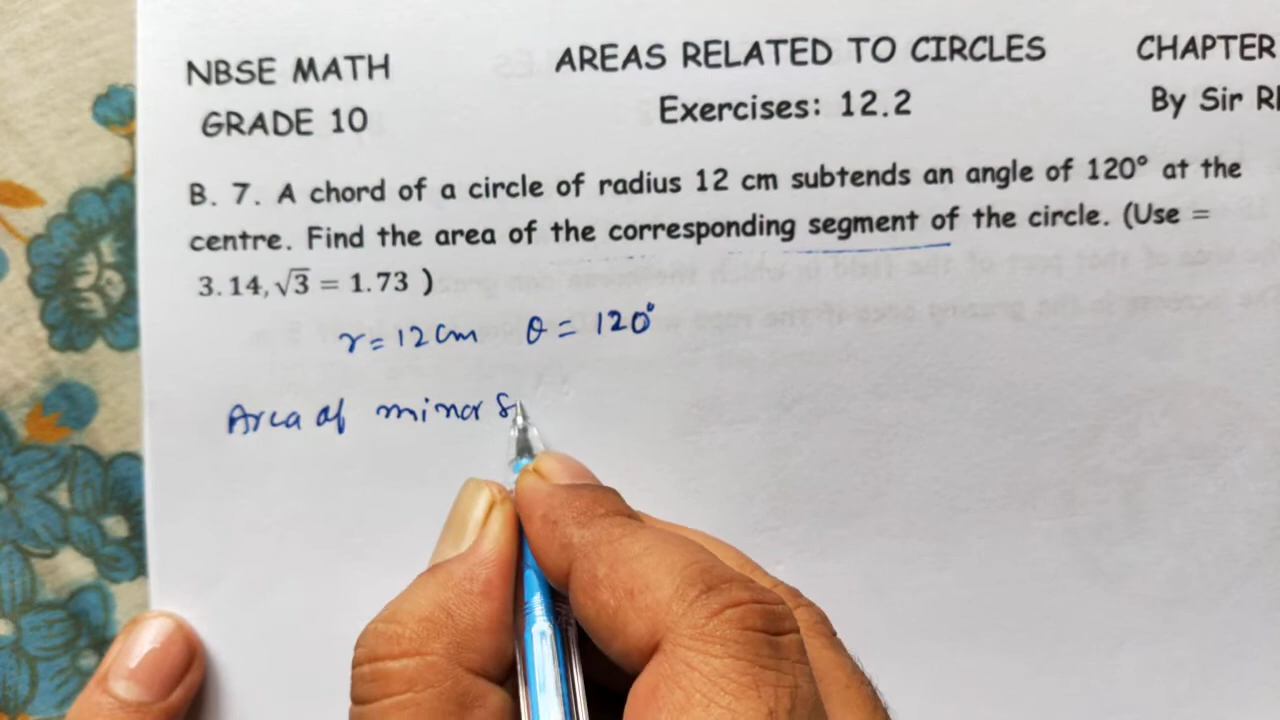 NBSE MATH AREAS RELATED TO CIRCLES CHAPTER
GRADE 10 Exercises: 12.2 By Sir
B. 7. A chord of a circle of radius 12 cm subtends an angle of 120° at the
centre. Find the area of the corresponding segment of the circle. (Use =
3.14, √3 = 1.73 )
r = 12 cm θ = 120°
Area of minor S